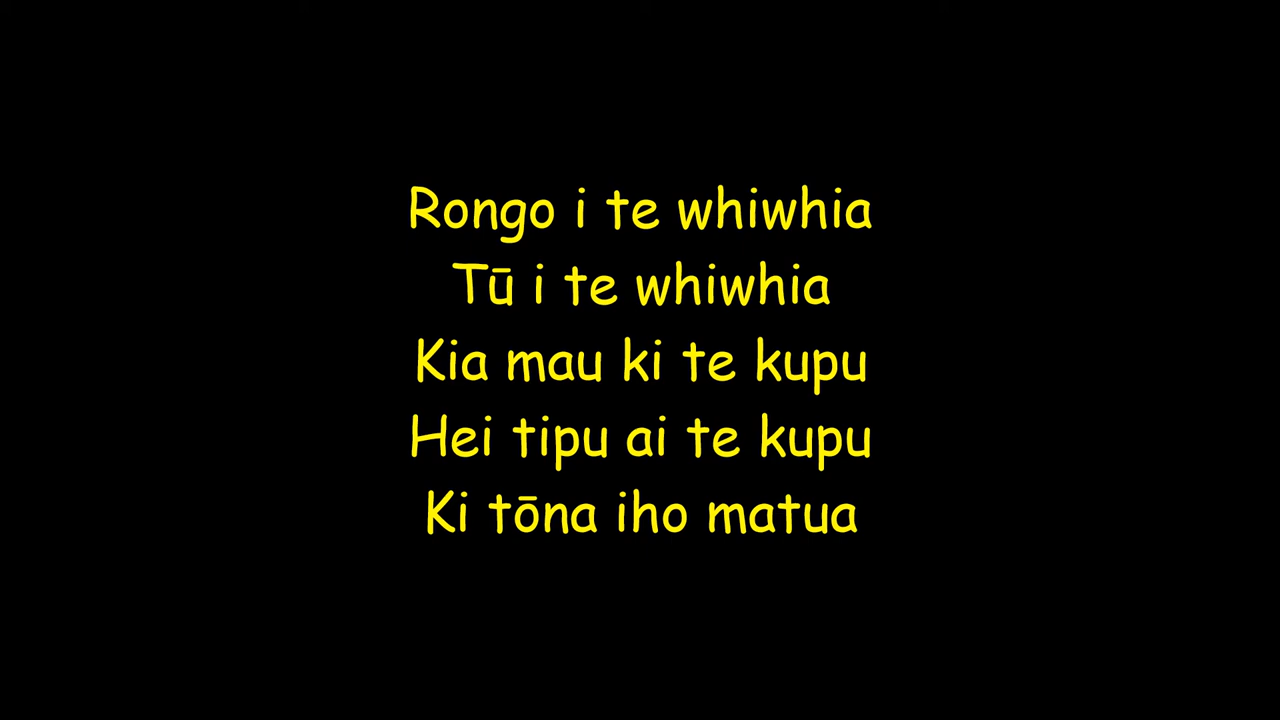 Rongo i te whiwhia
Tū i te whiwhia
Kia mau ki te kupu
Hei tipu ai te kupu
Ki tōna iho matua